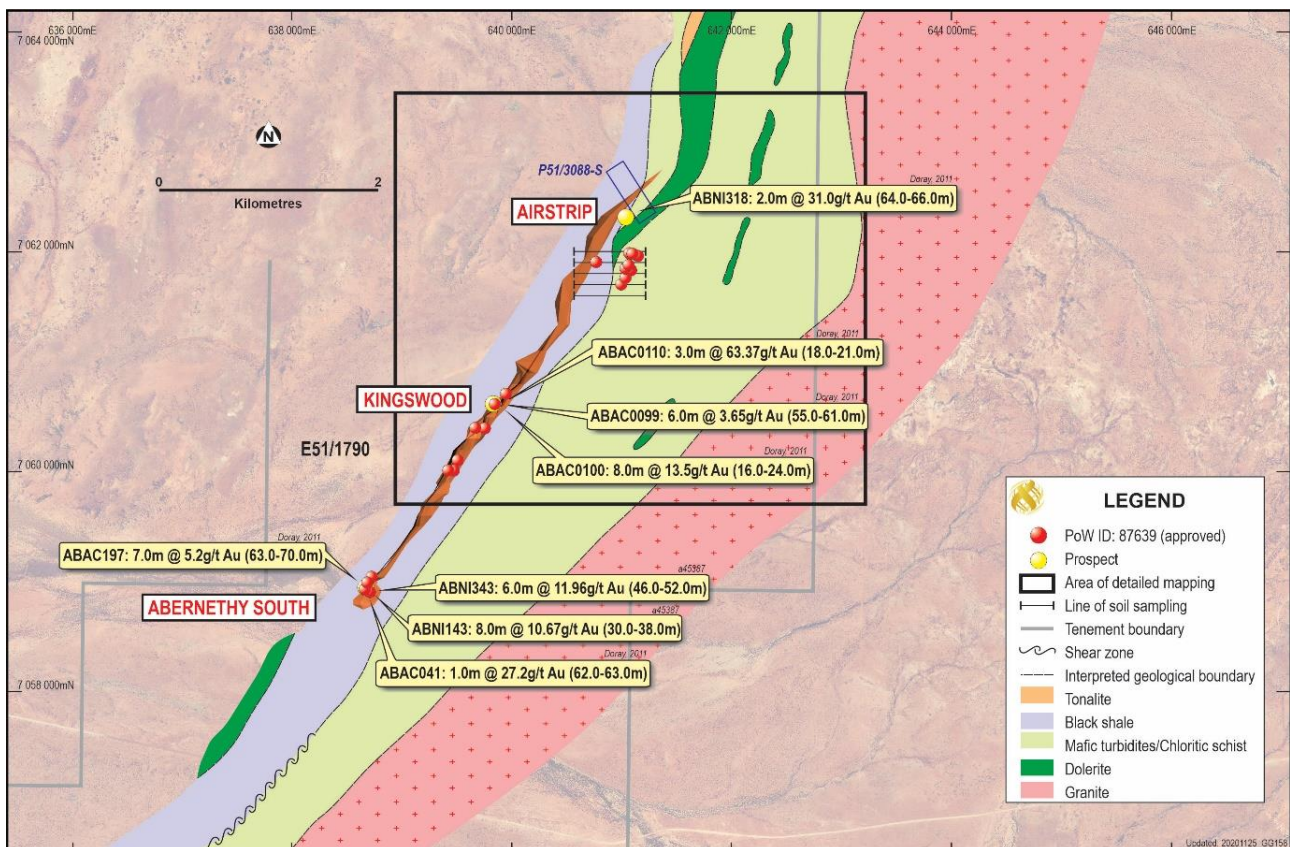 636 000mE
638 000mE
640 000mE
642 000mE
644 000mE
646 000mE
7 064 000mN
N
0
2
Kilometres
P51/3088-S
Doray, 2011
AIRSTRIP
ABNI318: 2.0m @ 31.0g/t Au (64.0-66.0m)
7 062 000mN
Doray, 2011
ABAC0110: 3.0m @ 63.37g/t Au (18.0-21.0m)
KINGSWOOD
Doray, 2011
ABAC0099: 6.0m @ 3.65g/t Au (55.0-61.0m)
E51/1790
Doray, 2011
ABAC0100: 8.0m @ 13.5g/t Au (16.0-24.0m)
7 060 000mN
Doray, 2011
ABAC197: 7.0m @ 5.2g/t Au (63.0-70.0m)
a45387
ABNI343: 6.0m @ 11.96g/t Au (46.0-52.0m)
ABERNETHY SOUTH
a45387
ABNI143: 8.0m @ 10.67g/t Au (30.0-38.0m)
Doray, 2011
ABAC041: 1.0m @ 27.2g/t Au (62.0-63.0m)
7 058 000mN
LEGEND
PoW ID: 87639 (approved)
Prospect
Area of detailed mapping
Line of soil sampling
Tenement boundary
Shear zone
Interpreted geological boundary
Tonalite
Black shale
Mafic turbidites/Chloritic schist
Dolerite
Granite
Updated: 20201125_GG156